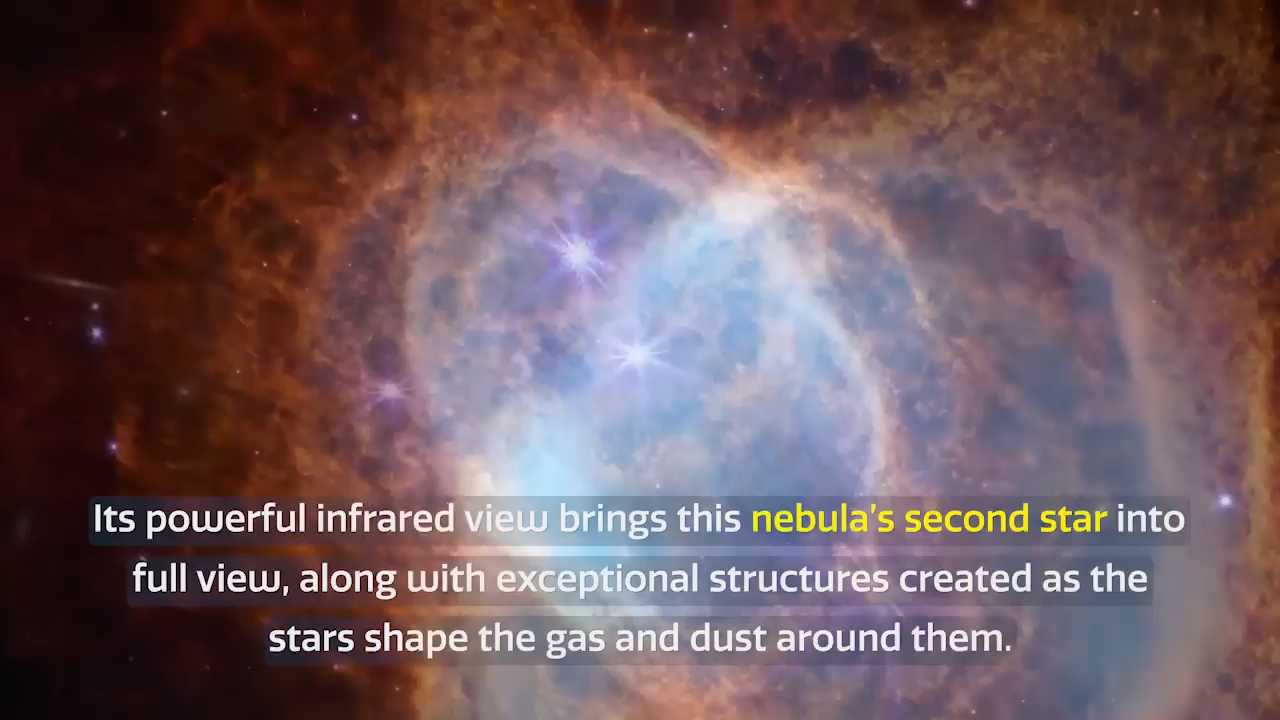 Its powerful infrared view brings this nebula's second star into
full view, along with exceptional structures created as the
stars shape the gas and dust around them.